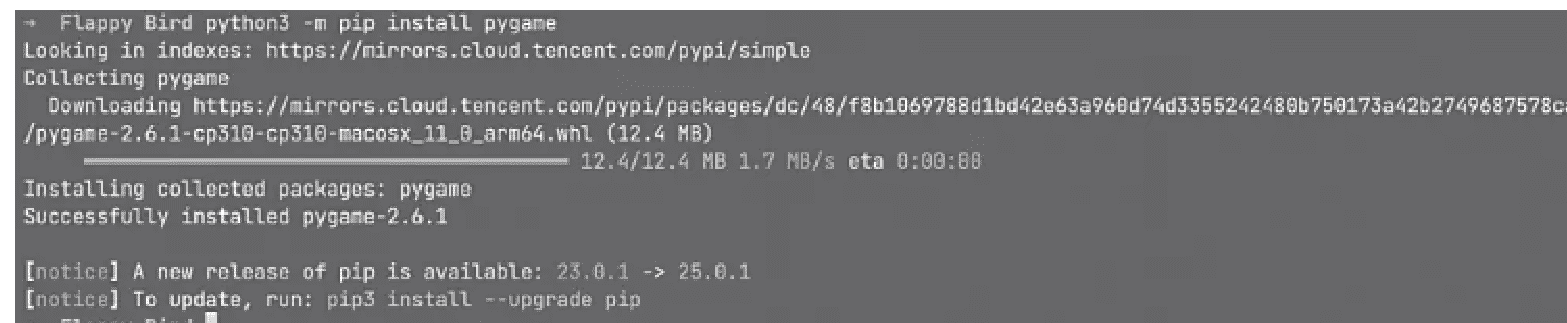 → Flappy Bird python3 -m pip install pygame
Looking in indexes: https://mirrors.cloud.tencent.com/pypi/simple
Collecting pygame
Downloading https://mirrors.cloud.tencent.com/pypi/packages/dc/48/
/pygame-2.6.1-cp310-cp310-macosx_11_0_arm64.whl (12.4 MB)
12.4/12.4 MB 1.7 MB/s eta 0:00:00
Installing collected packages: pygame
Successfully installed pygame-2.6.1
[notice] A new release of pip is available: 23.0.1 -> 25.0.1
[notice] To update, run: pip3 install --upgrade pip
Flappy Bird